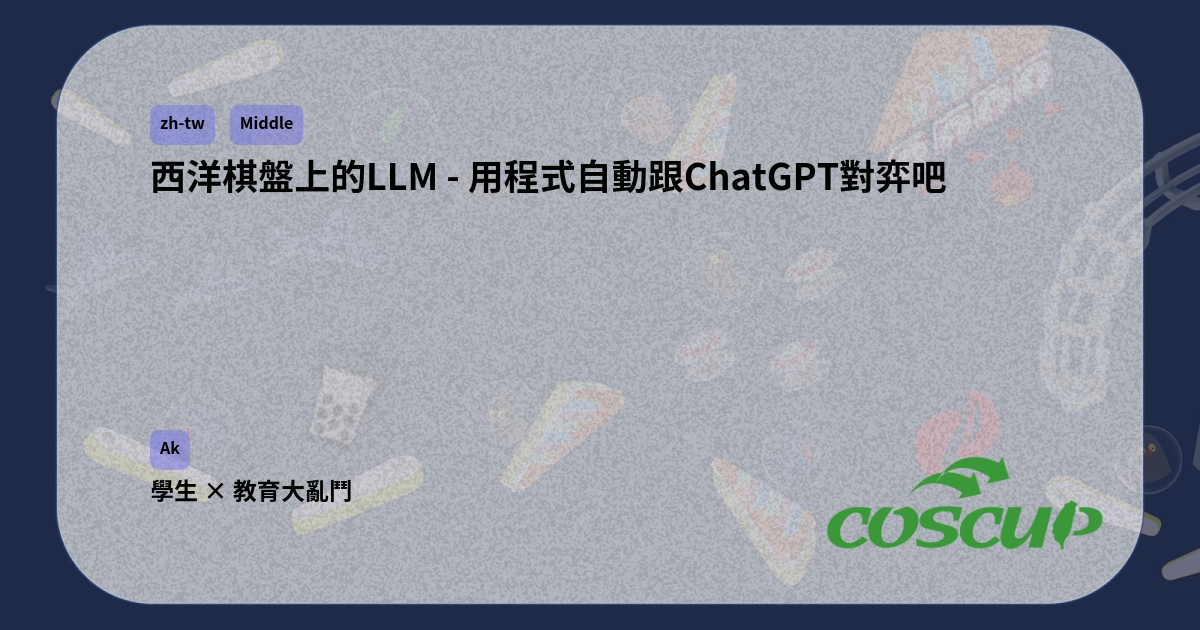 zh-tw Middle
西洋棋盤上的LLM - 用程式自動跟ChatGPT對弈吧
Ak
學生 × 教育大亂鬥
COSCUP